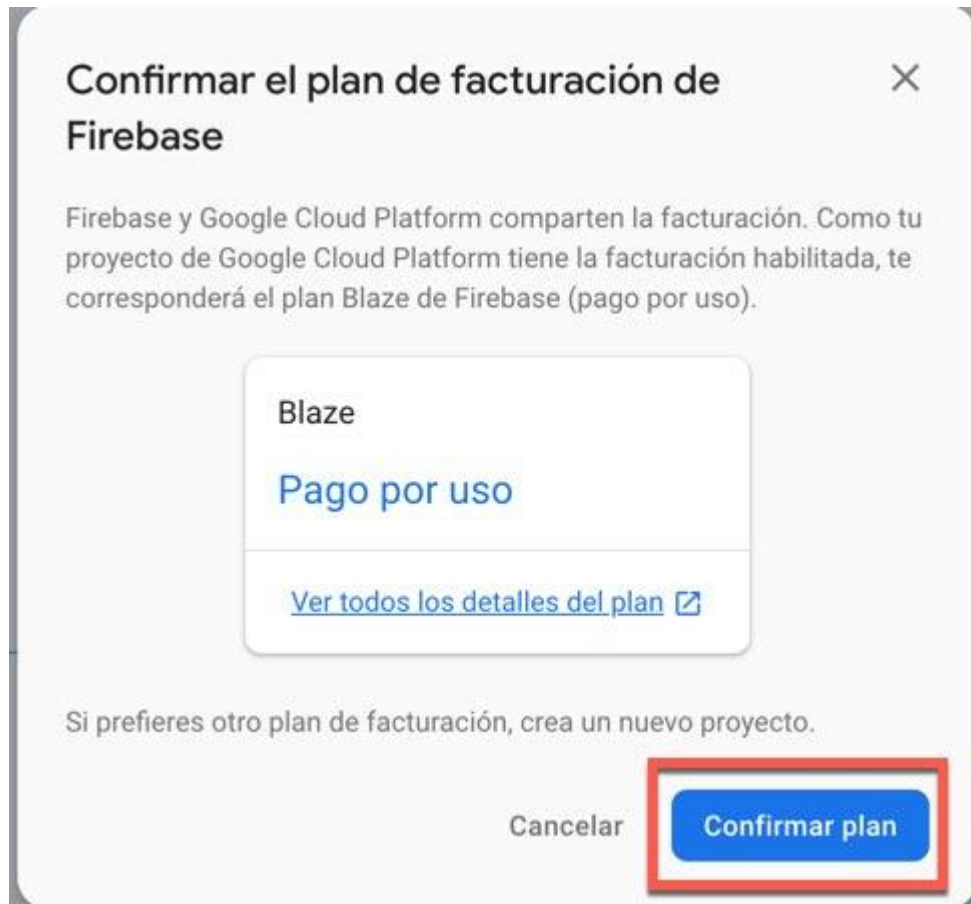 Confirmar el plan de facturación de
Firebase
Firebase y Google Cloud Platform comparten la facturación. Como tu
proyecto de Google Cloud Platform tiene la facturación habilitada, te
corresponderá el plan Blaze de Firebase (pago por uso).
Blaze
Pago por uso
Ver todos los detalles del plan
Si prefieres otro plan de facturación, crea un nuevo proyecto.
Cancelar
Confirmar plan